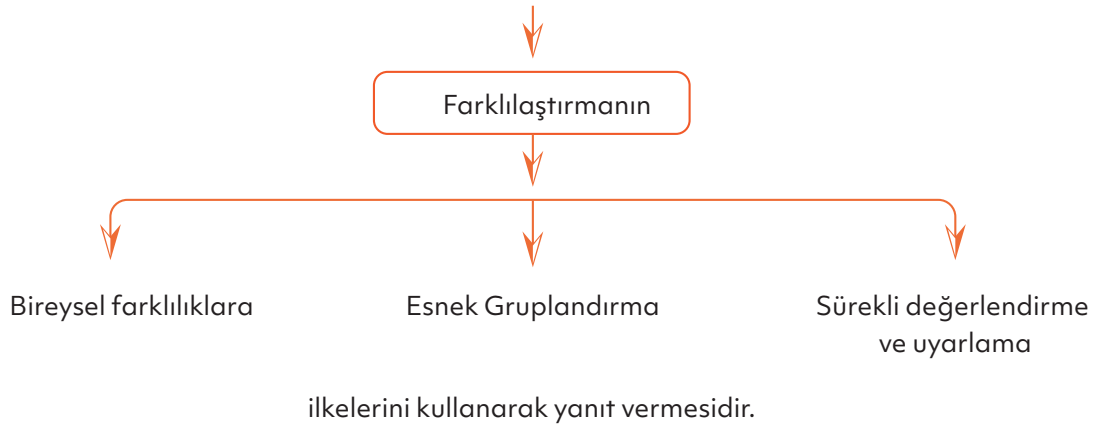 Farklılaştırmanın
Bireysel farklılıklara
Esnek Gruplandırma
Sürekli değerlendirme
ve uyarlama
ilkelerini kullanarak yanıt vermesidir.